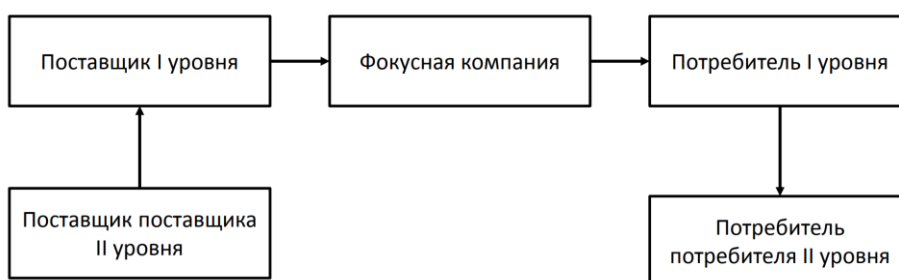 Поставщик I уровня
Фокусная компания
Потребитель I уровня
Поставщик поставщика
II уровня
Потребитель
потребителя II уровня